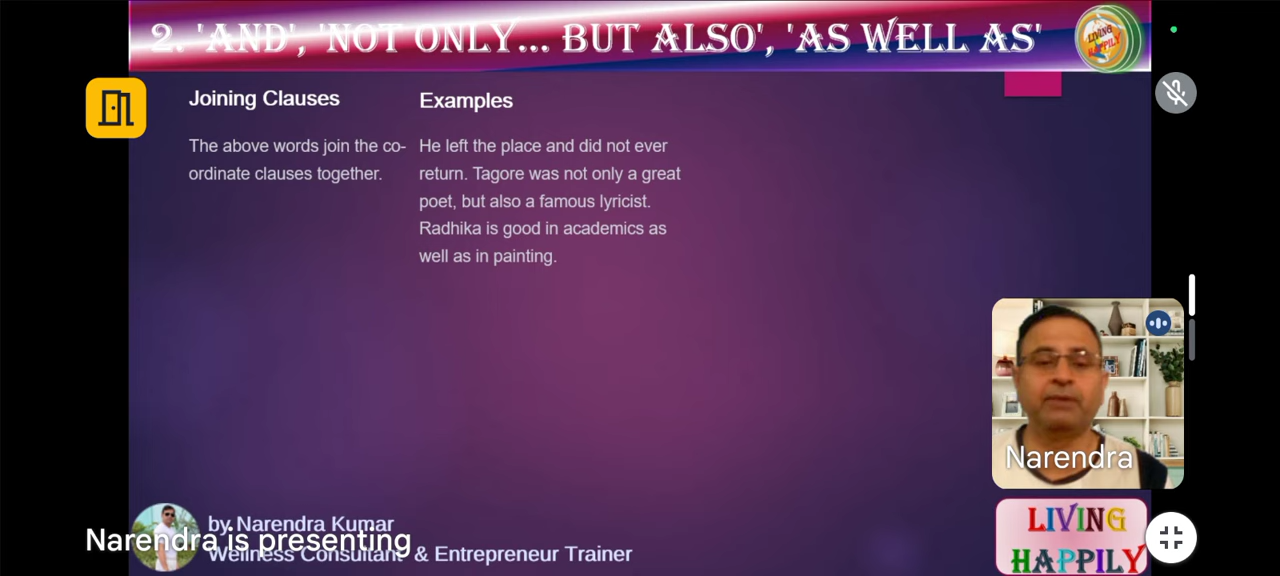 2. 'AND', 'NOT ONLY... BUT ALSO', 'AS WELL AS'
LIVING
HAPPILY
Joining Clauses
The above words join the co-
ordinate clauses together.
Examples
He left the place and did not ever
return. Tagore was not only a great
poet, but also a famous lyricist.
Radhika is good in academics as
well as in painting.
Narendra
by Narendra Kumar
Narendra is presenting
Wellness Consultant & Entrepreneur Trainer
LIVING
HAPPILY